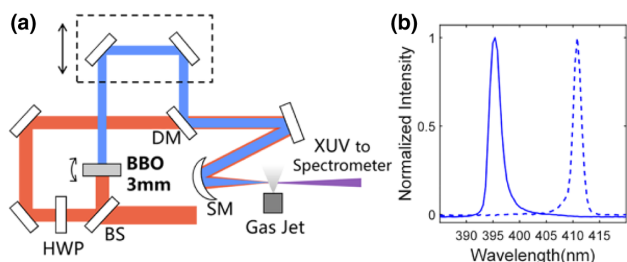 (a)
DM
BBO
3mm
XUV to
Spectrometer
SM
Gas Jet
HWP
BS
(b)
Normalized Intensity
1
0.5
0
385 390 395 400 405 410 415
Wavelength(nm)